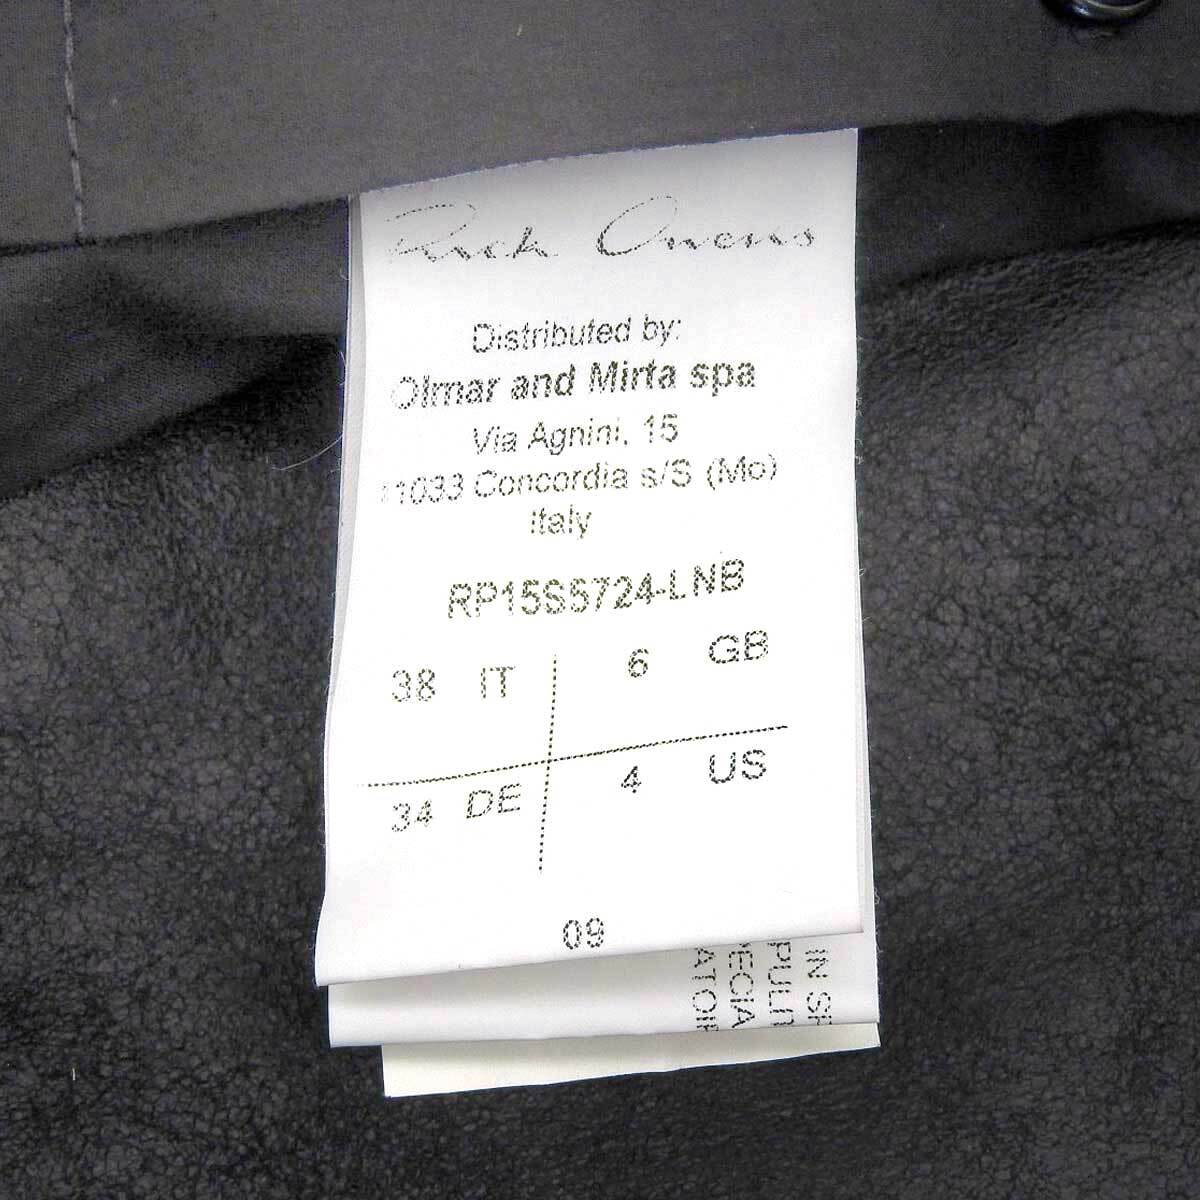 Rick Owens
Distributed by:
Olmar and Mirta spa
Via Agnini, 15
41033 Concordia s/S (Mo)
Italy
RP15S5724-LNB
38 IT 6 GB
34 DE 4 US
09
IN